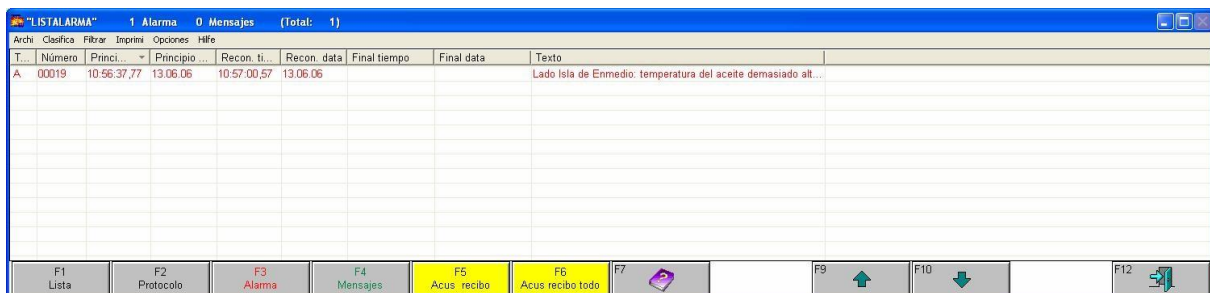 "LISTALARMA" 1 Alarma 0 Mensajes (Total: 1)
Archi Clasifica Filtrar Imprimi Opciones Hilfe
T... Número Princi... Principio ... Recon. ti... Recon. data Final tiempo Final data Texto
A 00019 10:56:37,77 13.06.06 10:57:00,57 13.06.06 Lado Isla de Enmedio: temperatura del aceite demasiado alt...
F1 F2 F3 F4 F5 F6 F7 F9 F10 F12
Lista Protocolo Alarma Mensajes Acus recibo Acus recibo todo